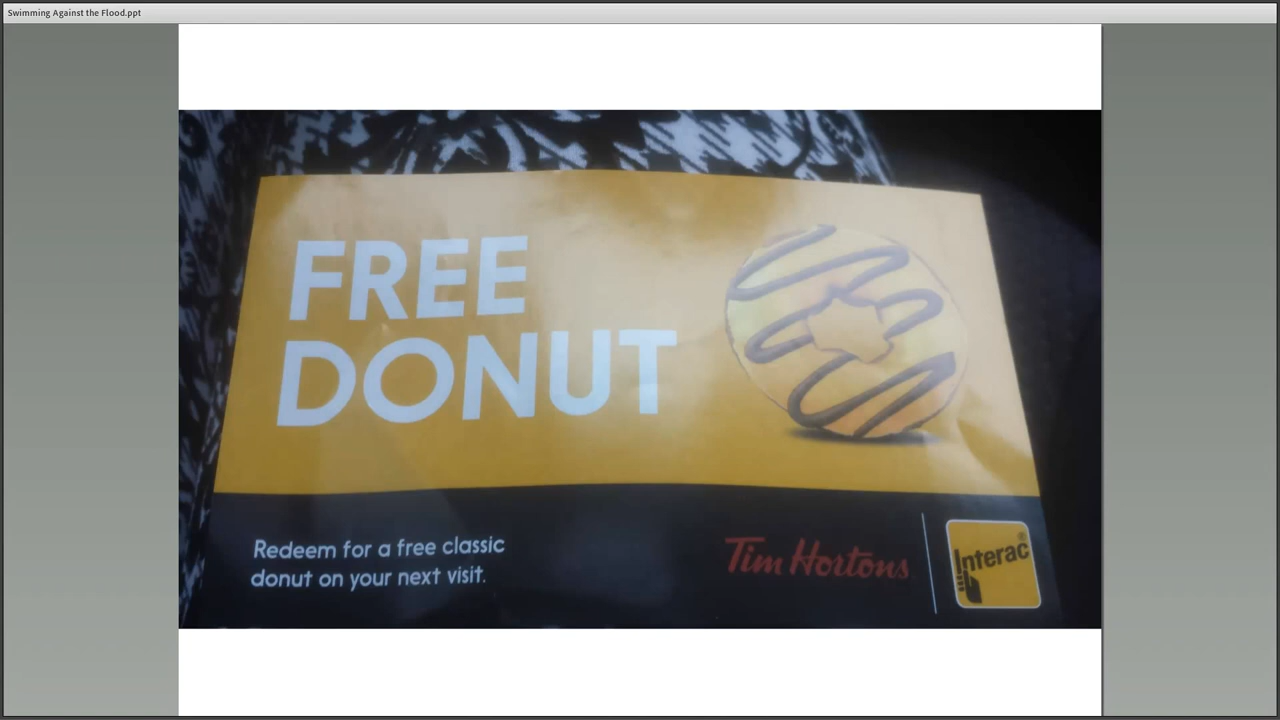 Swimming Against the Flood.ppt
FREE
DONUT
Redeem for a free classic
donut on your next visit.
Tim Hortons
Interac®